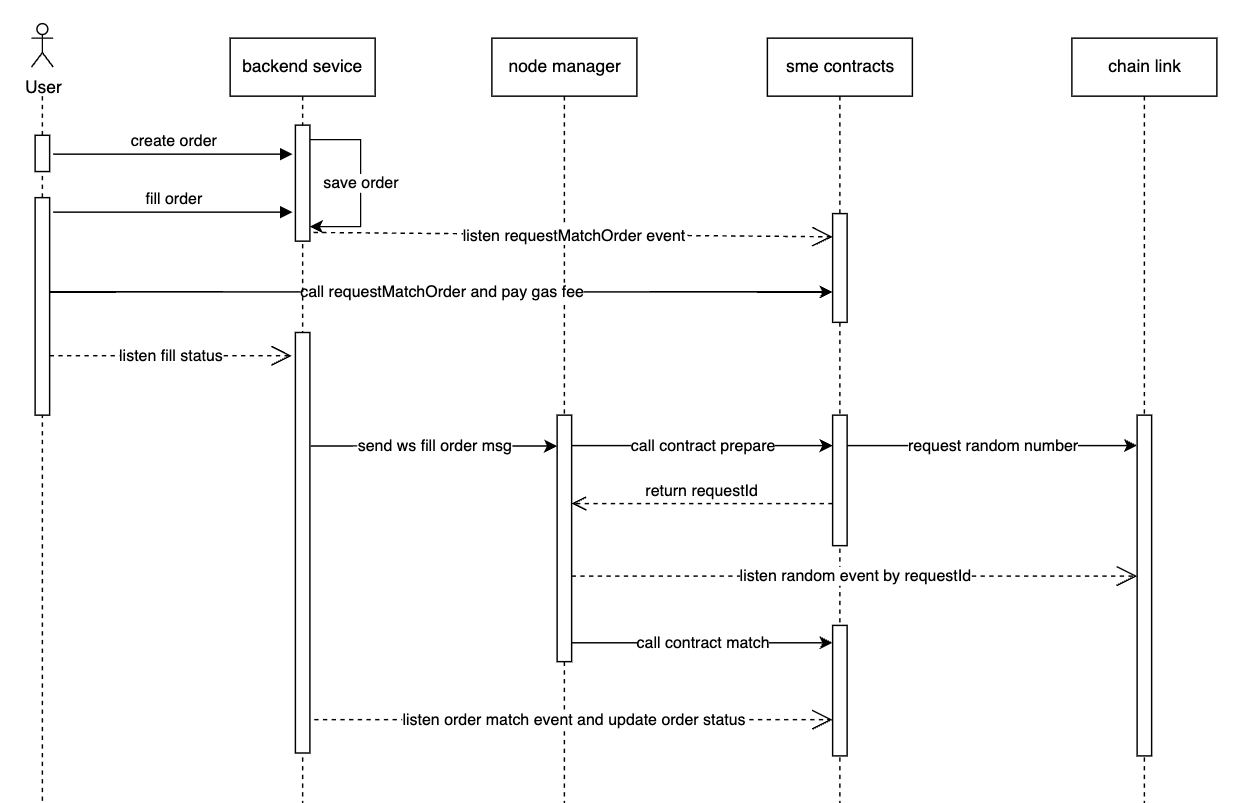 User
backend sevice
node manager
sme contracts
chain link
create order
save order
fill order
listen requestMatchOrder event
call requestMatchOrder and pay gas fee
listen fill status
send ws fill order msg
call contract prepare
request random number
return requestId
listen random event by requestId
call contract match
listen order match event and update order status